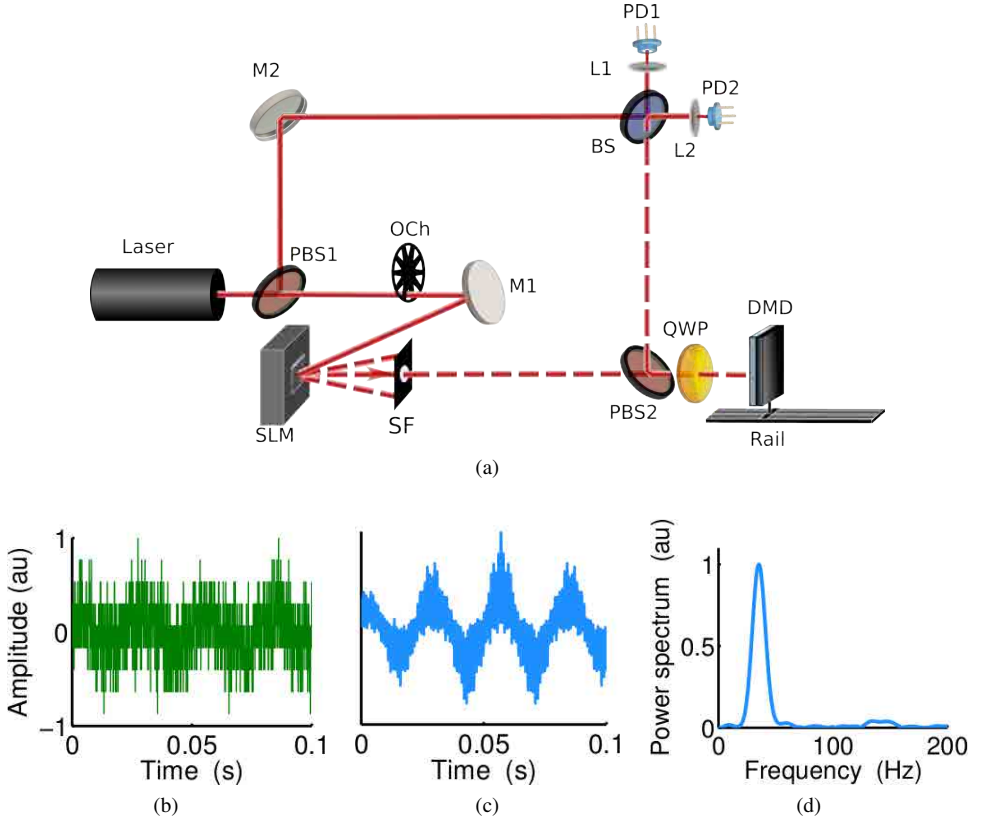 PD1
M2
L1
PD2
BS
L2
OCh
Laser
PBS1
M1
DMD
QWP
PBS2
SLM
SF
Rail
(a)
Amplitude (au)
1
0
−1
0 0.05 0.1
Time (s)
(b)
0 0.05 0.1
Time (s)
(c)
Power spectrum (au)
1
0.5
0
0 100 200
Frequency (Hz)
(d)